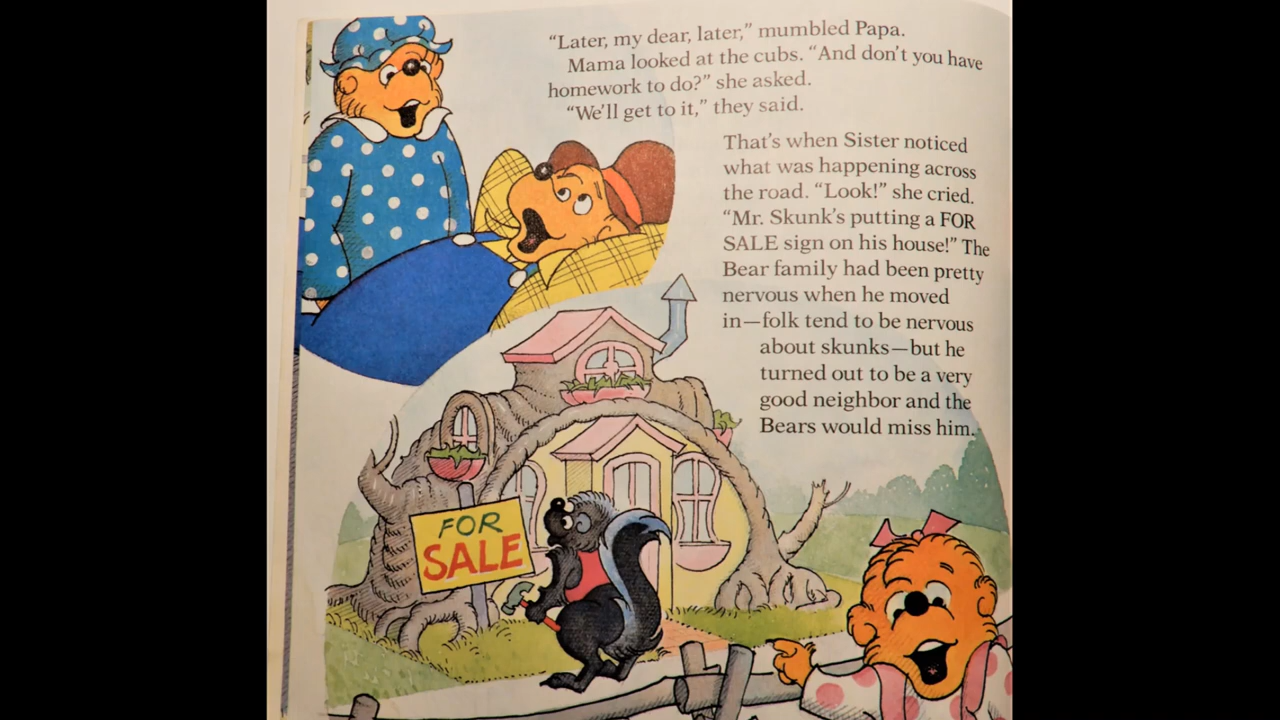 “Later, my dear, later,” mumbled Papa.
Mama looked at the cubs. “And don't you have
homework to do?” she asked.
“We'll get to it,” they said.
That's when Sister noticed
what was happening across
the road. “Look!” she cried.
“Mr. Skunk's putting a FOR
SALE sign on his house!” The
Bear family had been pretty
nervous when he moved
in—folk tend to be nervous
about skunks—but he
turned out to be a very
good neighbor and the
Bears would miss him.
FOR
SALE